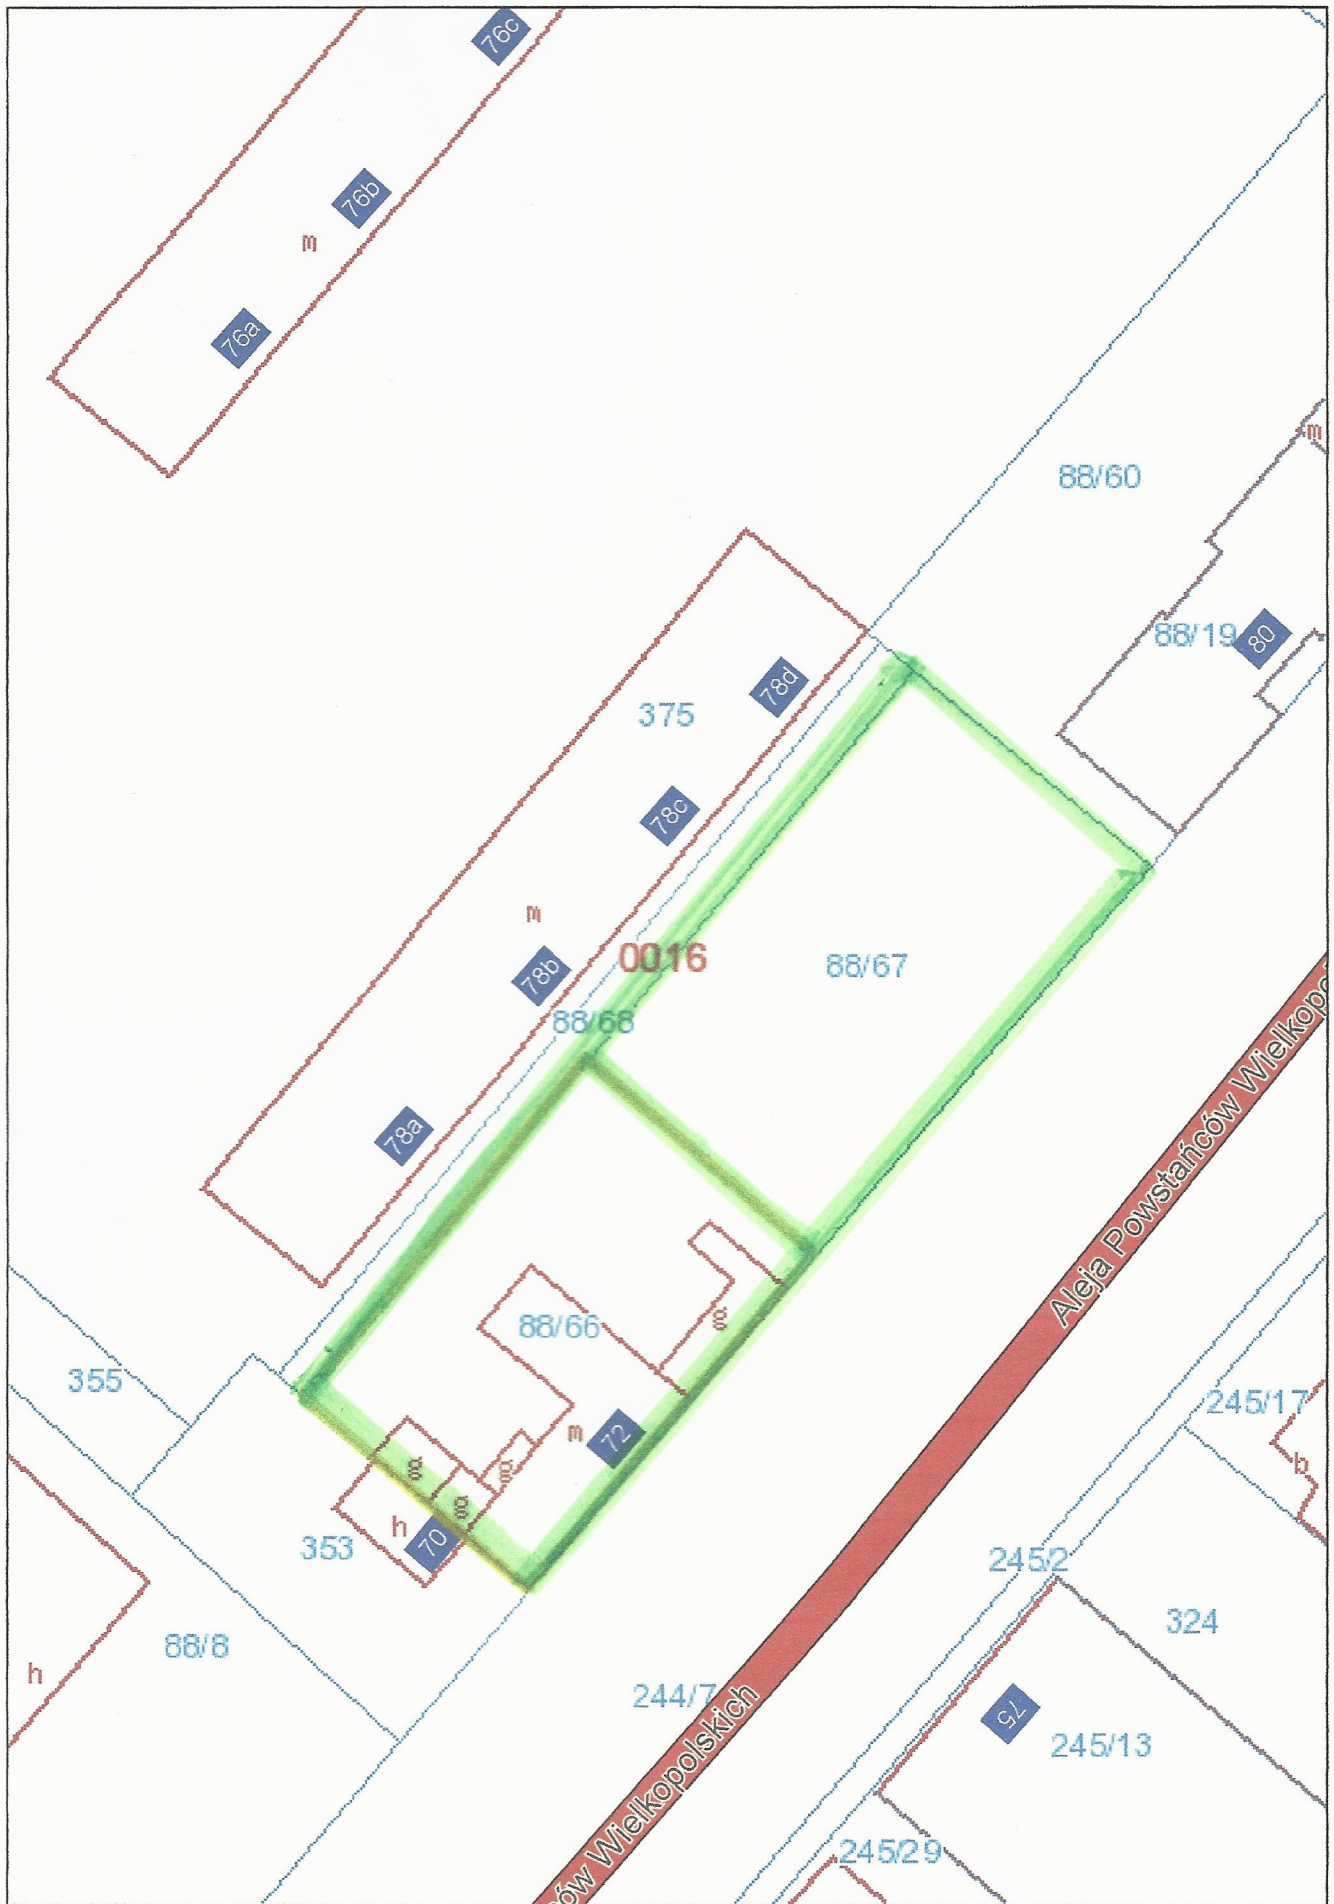 76c
76b
m
76a
m
88/60
88/19
80
78d
375
78c
m
0016
78b
88/67
88/68
78a
Aleja Powstańców Wielkop
g
88/66
355
245/17
72
m
b
g
g
g
h
70
353
245/2
324
88/8
h
244/7
75
245/13
ów Wielkopolskich
245/29